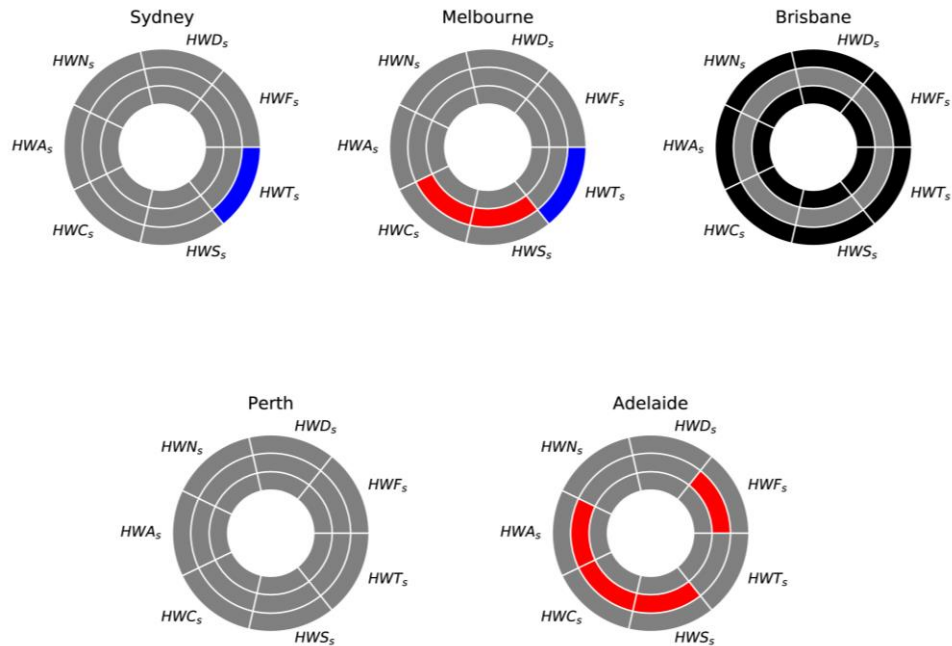 Sydney
Melbourne
Brisbane
HWDₛ
HWDₛ
HWDₛ
HWNₛ
HWNₛ
HWNₛ
HWFₛ
HWFₛ
HWFₛ
HWAₛ
HWAₛ
HWAₛ
HWTₛ
HWTₛ
HWTₛ
HWCₛ
HWCₛ
HWCₛ
HWSₛ
HWSₛ
HWSₛ
Perth
Adelaide
HWDₛ
HWDₛ
HWNₛ
HWNₛ
HWFₛ
HWFₛ
HWAₛ
HWAₛ
HWTₛ
HWTₛ
HWCₛ
HWCₛ
HWSₛ
HWSₛ